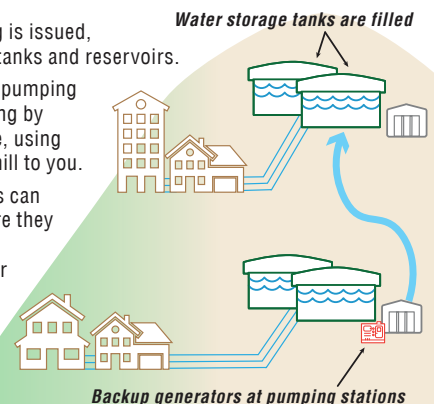 Water storage tanks are filled
g is issued,
tanks and reservoirs.
pumping
ng by
e, using
hill to you.
s can
re they
r
Backup generators at pumping stations